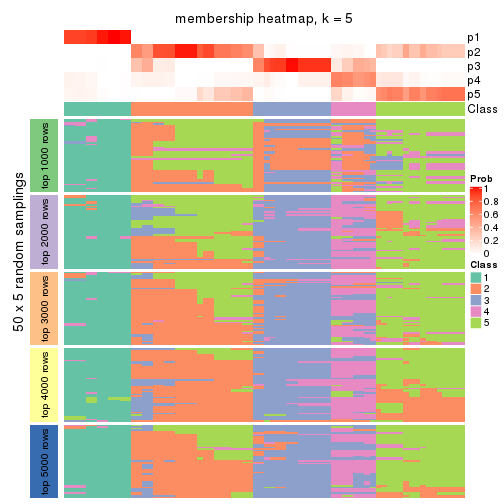 membership heatmap, k = 5
p1
p2
p3
p4
p5
Class
50 x 5 random samplings
top 1000 rows
top 2000 rows
top 3000 rows
top 4000 rows
top 5000 rows
Prob
1
0.8
0.6
0.4
0.2
0
Class
1
2
3
4
5